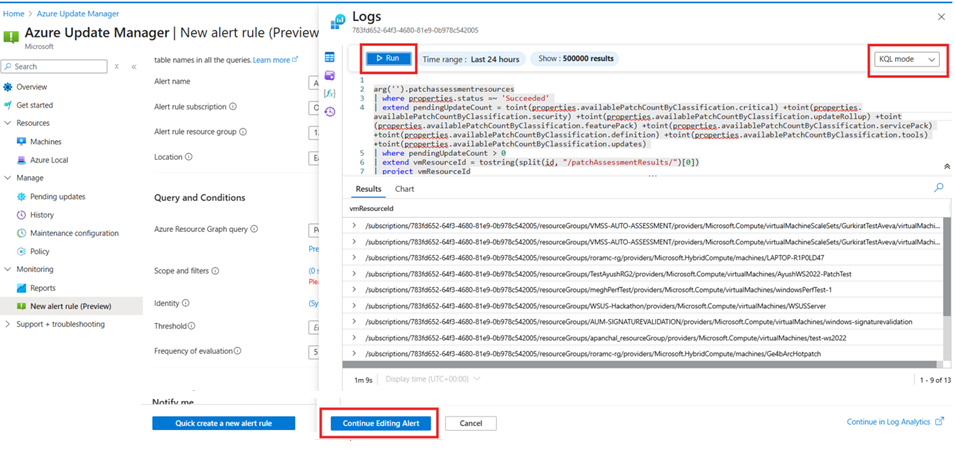 Home > Azure Update Manager
Azure Update Manager | New alert rule (Preview
Microsoft
Search
Overview
Get started
Resources
Machines
Azure Local
Manage
Pending updates
History
Maintenance configuration
Policy
Monitoring
Reports
New alert rule (Preview)
Support + troubleshooting
table names in all the queries. Learn more
Alert name
Alert rule subscription
Alert rule resource group
1.
Location
Query and Conditions
Azure Resource Graph query
Scope and filters
(0 s
Identity
(Sy
Threshold
Frequency of evaluation
5
Notify me
Quick create a new alert rule
Logs
783fd652-64f3-4680-81e9-0b978c542005
Run
Time range : Last 24 hours
Show : 500000 results
KQL mode
1
2 arg('').patchassessmentresources
3 | where properties.status =~ 'Succeeded'
4 | extend pendingUpdateCount = toint(properties.availablePatchCountByClassification.critical) +toint(properties.
availablePatchCountByClassification.security) +toint(properties.availablePatchCountByClassification.updateRollup) +toint
(properties.availablePatchCountByClassification.featurePack) +toint(properties.availablePatchCountByClassification.servicePack)
+toint(properties.availablePatchCountByClassification.definition) +toint(properties.availablePatchCountByClassification.tools)
+toint(properties.availablePatchCountByClassification.updates)
5 | where pendingUpdateCount > 0
6 | extend vmResourceId = tostring(split(id, "/patchAssessmentResults/")[0])
7 | project vmResourceId
Results Chart
vmResourceId
/subscriptions/783fd652-64f3-4680-81e9-0b978c542005/resourceGroups/VMSS-AUTO-ASSESSMENT/providers/Microsoft.Compute/virtualMachineScaleSets/GurkiratTestAveva/virtualMachi...
/subscriptions/783fd652-64f3-4680-81e9-0b978c542005/resourceGroups/VMSS-AUTO-ASSESSMENT/providers/Microsoft.Compute/virtualMachineScaleSets/GurkiratTestAveva/virtualMachi...
/subscriptions/783fd652-64f3-4680-81e9-0b978c542005/resourceGroups/roramc-rg/providers/Microsoft.HybridCompute/machines/LAPTOP-R1P0LD47
/subscriptions/783fd652-64f3-4680-81e9-0b978c542005/resourceGroups/TestAyushRG2/providers/Microsoft.Compute/virtualMachines/AyushWS2022-PatchTest
/subscriptions/783fd652-64f3-4680-81e9-0b978c542005/resourceGroups/meghPerfTest/providers/Microsoft.Compute/virtualMachines/windowsPerfTest-1
/subscriptions/783fd652-64f3-4680-81e9-0b978c542005/resourceGroups/WSUS-Hackathon/providers/Microsoft.Compute/virtualMachines/WSUSServer
/subscriptions/783fd652-64f3-4680-81e9-0b978c542005/resourceGroups/AUM-SIGNATUREVALIDATION/providers/Microsoft.Compute/virtualMachines/windows-signaturevalidation
/subscriptions/783fd652-64f3-4680-81e9-0b978c542005/resourceGroups/apanchal_resourceGroup/providers/Microsoft.Compute/virtualMachines/test-ws2022
/subscriptions/783fd652-64f3-4680-81e9-0b978c542005/resourceGroups/roramc-rg/providers/Microsoft.HybridCompute/machines/Ge4bArcHotpatch
1m 9s Display time (UTC+00:00) 1 - 9 of 13
Continue Editing Alert
Cancel
Continue in Log Analytics